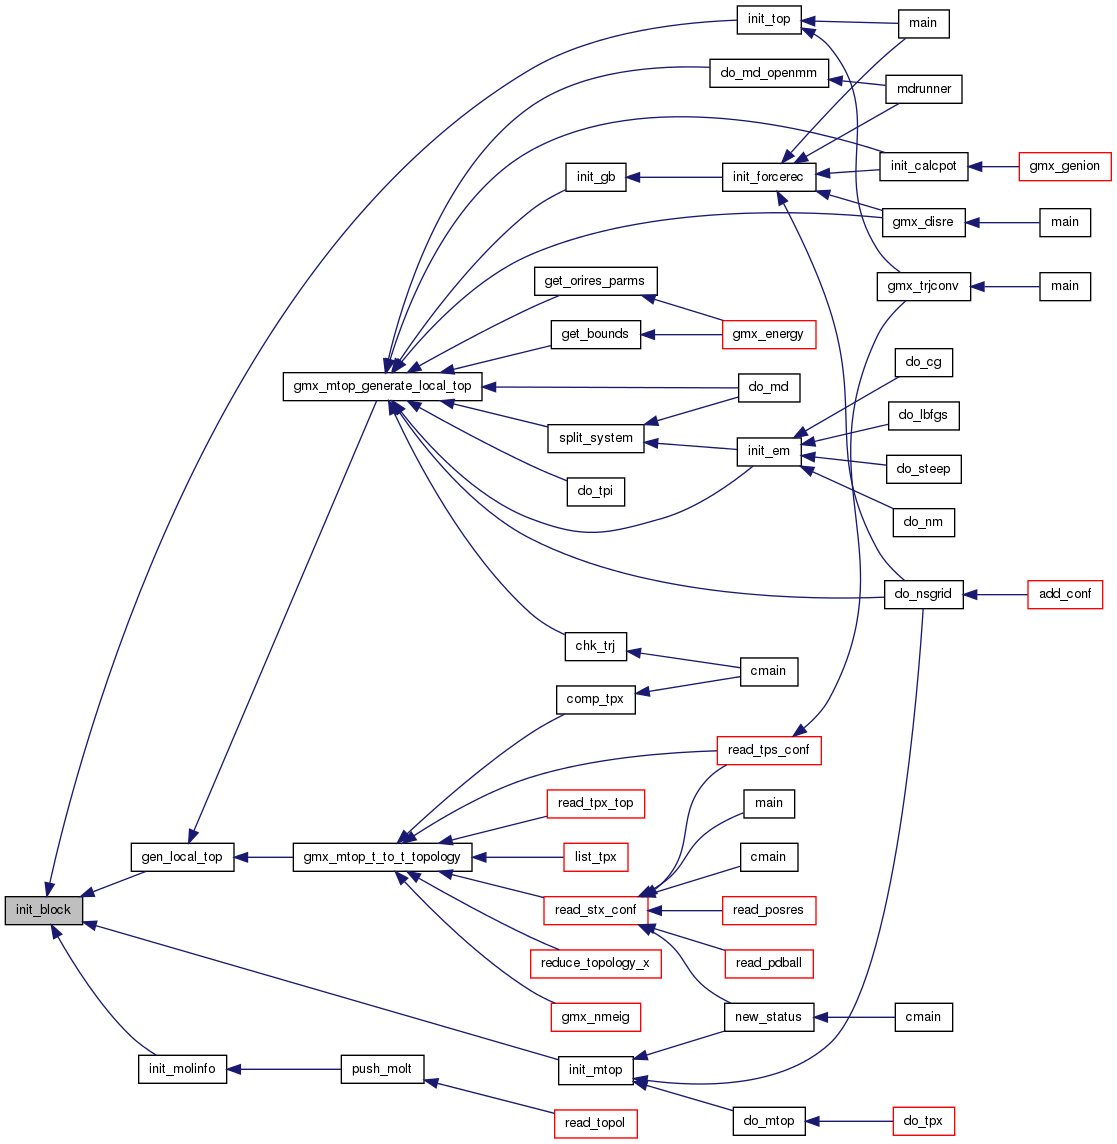 init_top
main
do_md_openmm
mdrunner
init_calcpot
gmx_genion
init_gb
init_forcerec
gmx_disre
main
get_orires_parms
gmx_trjconv
main
get_bounds
gmx_energy
gmx_mtop_generate_local_top
do_md
do_cg
do_lbfgs
split_system
init_em
do_steep
do_tpi
do_nm
do_nsgrid
add_conf
chk_trj
cmain
comp_tpx
read_tps_conf
read_tpx_top
main
gen_local_top
gmx_mtop_t_to_t_topology
list_tpx
cmain
init_block
read_stx_conf
read_posres
reduce_topology_x
read_pdball
gmx_nmeig
new_status
cmain
init_molinfo
push_molt
init_mtop
read_topol
do_mtop
do_tpx